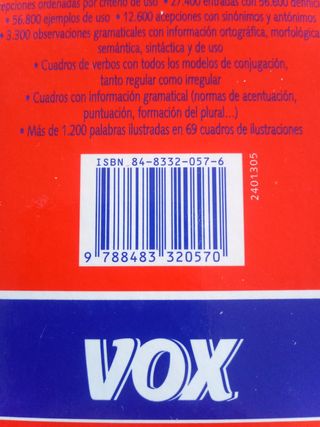 acepciones ordenadas por criterio de uso • 27.400 entradas con 56.600
• 56.800 ejemplos de uso • 12.600 acepciones con sinónimos y antónimos
• 3.300 observaciones gramaticales con información ortográfica, morfológica
semántica, sintáctica y de uso
• Cuadros de verbos con todos los modelos de conjugación,
tanto regular como irregular
• Cuadros con información gramatical (normas de acentuación,
puntuación, formación del plural...)
• Más de 1.200 palabras ilustradas en 69 cuadros de ilustraciones
ISBN 84-8332-057-6
9 788483 320570
2401305
VOX